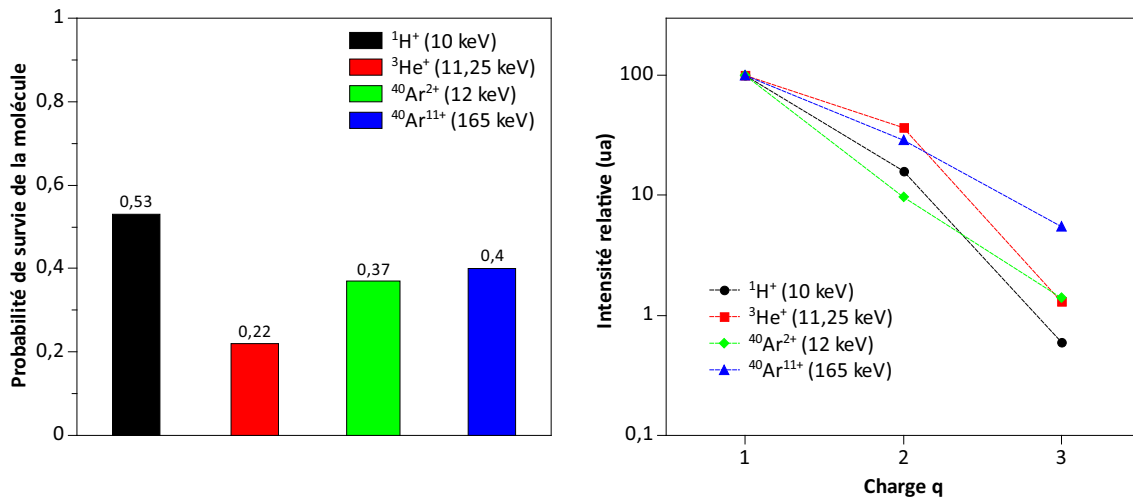 Probabilité de survie de la molécule
1
0,8
0,6
0,4
0,2
0
¹H⁺ (10 keV)
³He⁺ (11,25 keV)
⁴⁰Ar²⁺ (12 keV)
⁴⁰Ar¹¹⁺ (165 keV)
0,53
0,22
0,37
0,4
Intensité relative (ua)
100
10
1
0,1
¹H⁺ (10 keV)
³He⁺ (11,25 keV)
⁴⁰Ar²⁺ (12 keV)
⁴⁰Ar¹¹⁺ (165 keV)
1 2 3
Charge q